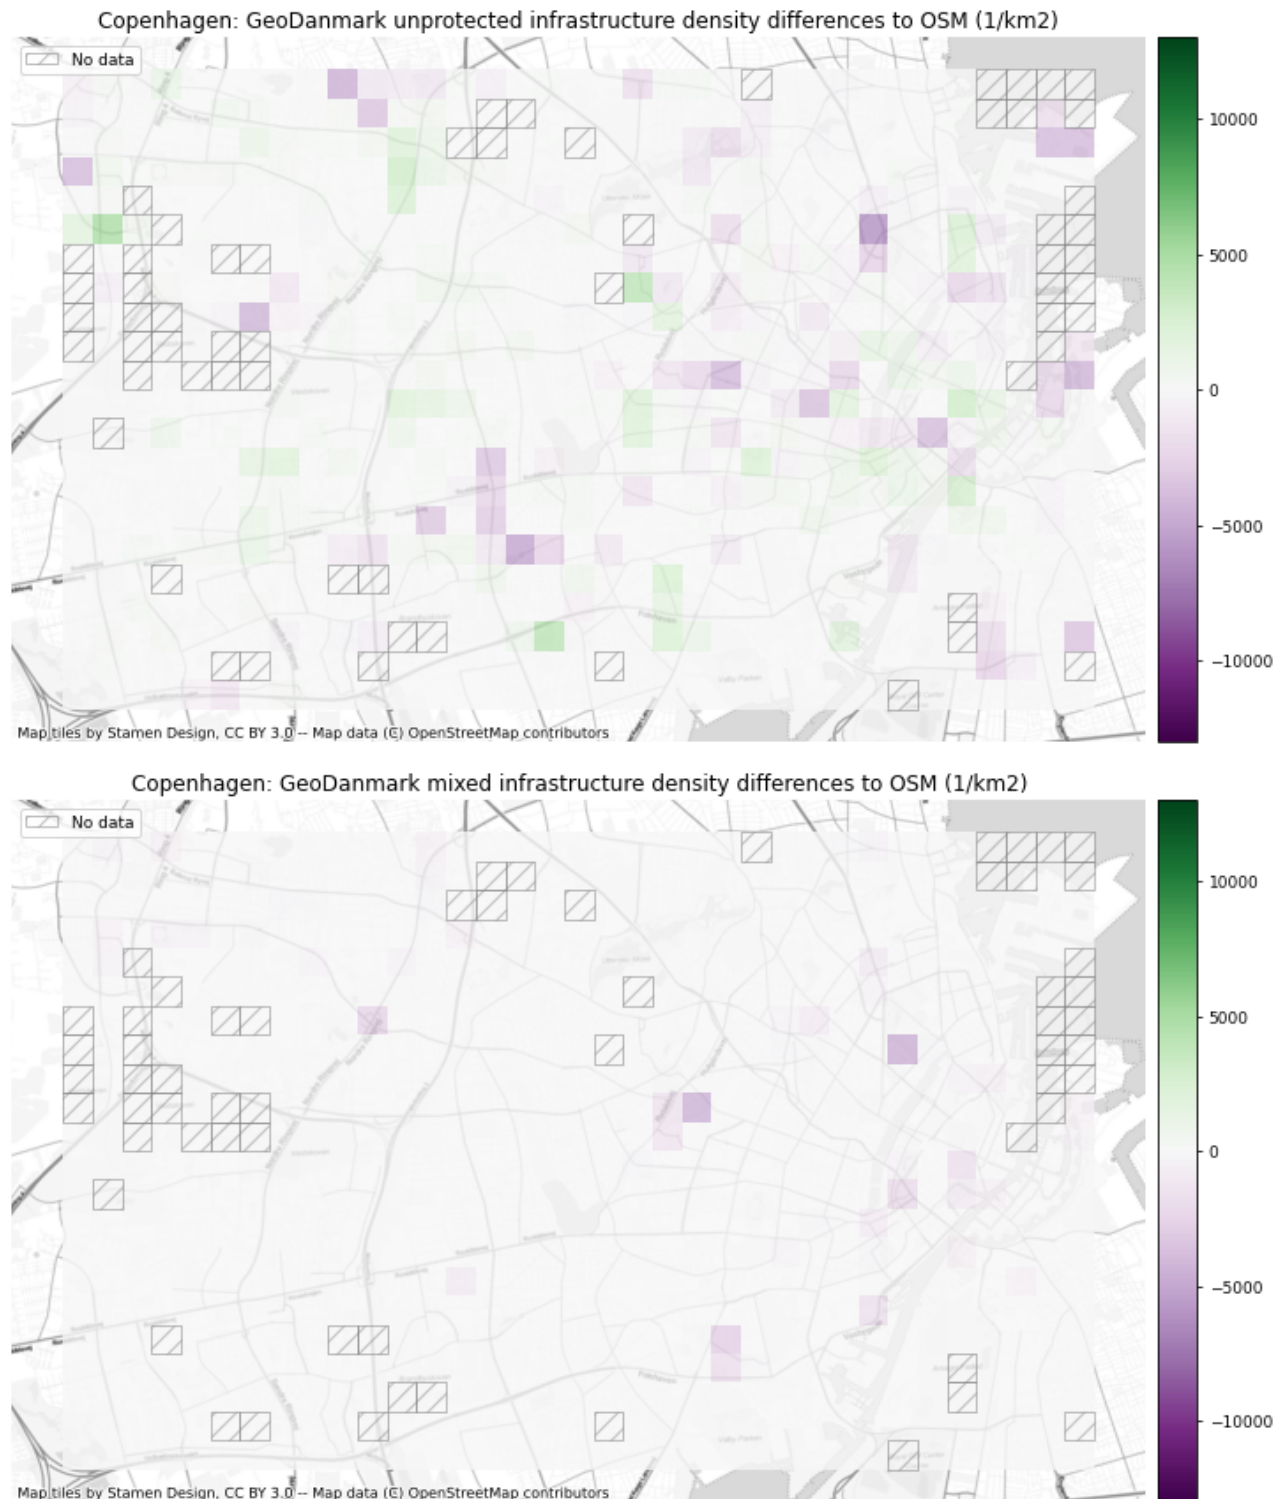 Copenhagen: GeoDanmark unprotected infrastructure density differences to OSM (1/km2)
No data
10000
5000
0
−5000
−10000
Map tiles by Stamen Design, CC BY 3.0 -- Map data (C) OpenStreetMap contributors
Copenhagen: GeoDanmark mixed infrastructure density differences to OSM (1/km2)
No data
10000
5000
0
−5000
−10000
Map tiles by Stamen Design, CC BY 3.0 -- Map data (C) OpenStreetMap contributors